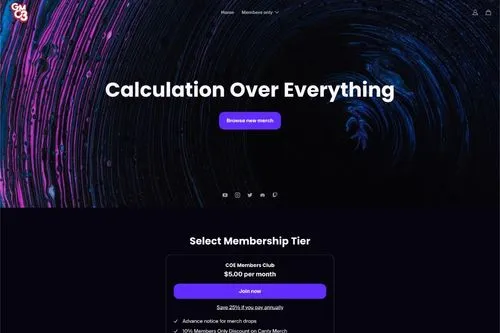 GM
C3
Home Members only
Calculation Over Everything
Browse new merch
Select Membership Tier
COE Members Club
$5.00 per month
Join now
Save 25% if you pay annually
Advance notice for merch drops
10% Members Only Discount on Canty Merch